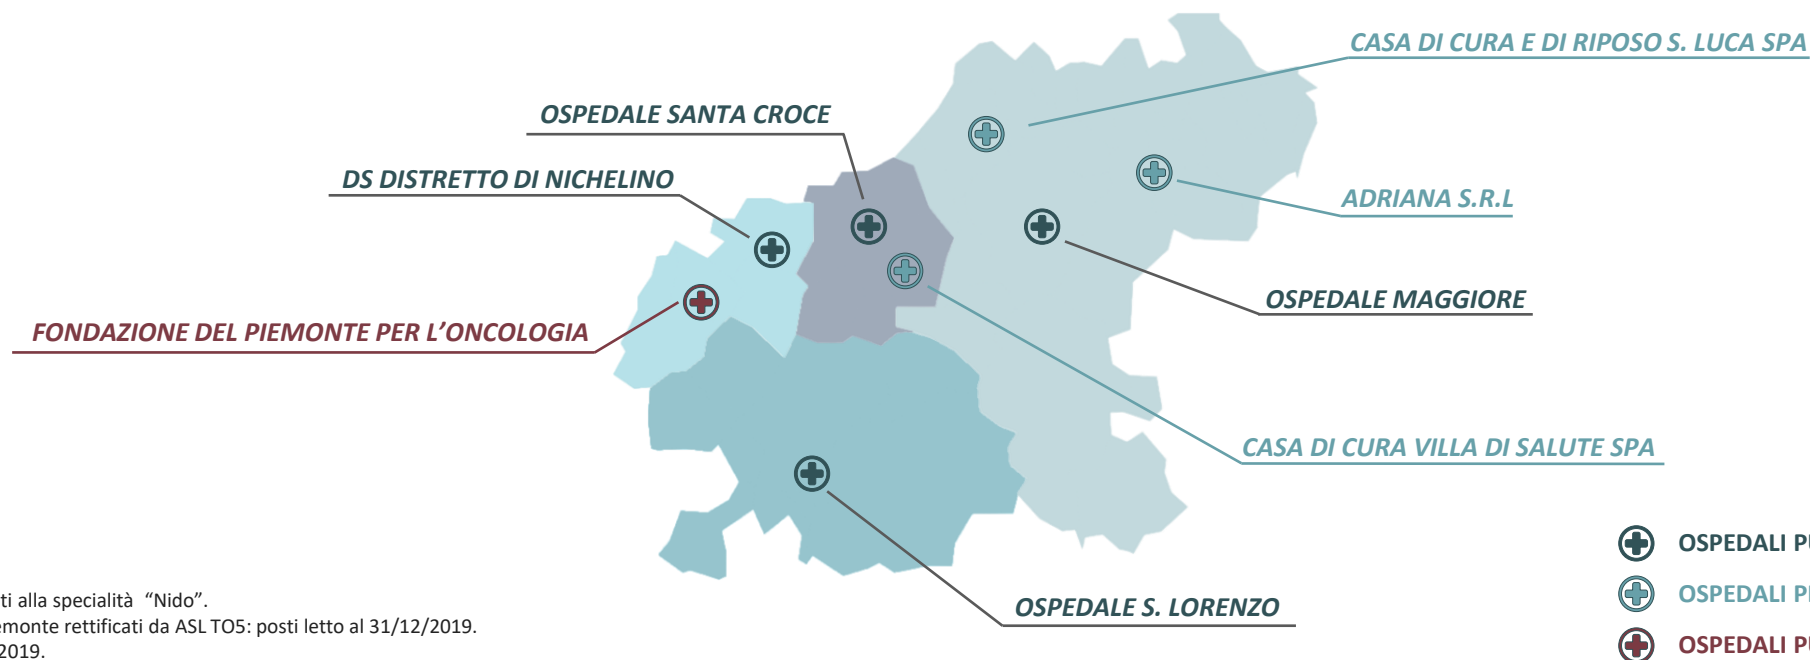 CASA DI CURA E DI RIPOSO S. LUCA SPA
OSPEDALE SANTA CROCE
DS DISTRETTO DI NICHELINO
ADRIANA S.R.L
OSPEDALE MAGGIORE
FONDAZIONE DEL PIEMONTE PER L’ONCOLOGIA
CASA DI CURA VILLA DI SALUTE SPA
OSPEDALE S. LORENZO
OSPEDALI
OSPEDALI
OSPEDALI
alla specialità “Nido”.
rettificati da ASL TO5: posti letto al 31/12/2019.
2019.